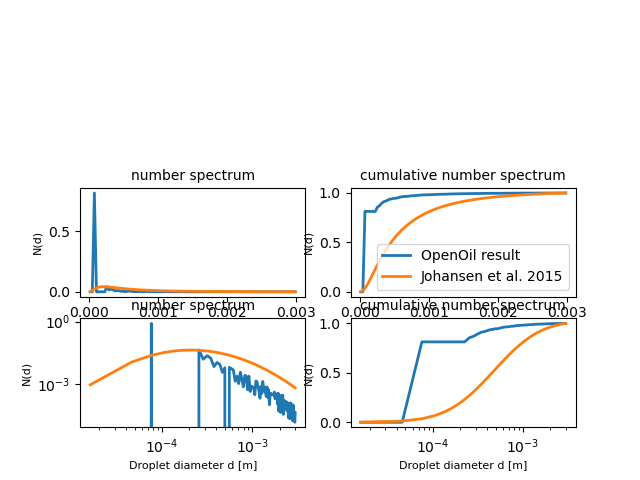 number spectrum
cumulative number spectrum
N(d)
0.5
0.0
0.000
0.001
0.002
0.003
N(d)
1.0
0.5
0.0
OpenOil result
Johansen et al. 2015
0.000
0.001
0.002
0.003
number spectrum
cumulative number spectrum
N(d)
10⁰
10⁻³
10⁻⁴
10⁻³
Droplet diameter d [m]
N(d)
1.0
0.5
0.0
10⁻⁴
10⁻³
Droplet diameter d [m]